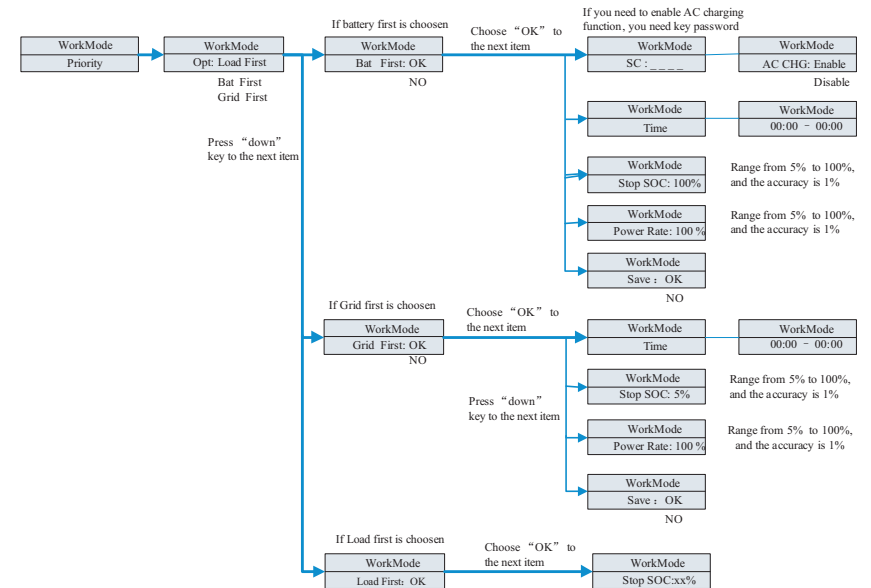 If you need to enable AC charging
function, you need key password
If battery first is choosen
Choose “OK” to
the next item
WorkMode
Priority
WorkMode
Opt: Load First
Bat First
Grid First
WorkMode
Bat First: OK
NO
WorkMode
SC : _ _ _ _
WorkMode
AC CHG: Enable
Disable
Press “down”
key to the next item
WorkMode
Time
WorkMode
00:00 - 00:00
WorkMode
Stop SOC: 100%
Range from 5% to 100%,
and the accuracy is 1%
WorkMode
Power Rate: 100 %
Range from 5% to 100%,
and the accuracy is 1%
WorkMode
Save : OK
NO
If Grid first is choosen
Choose “OK” to
the next item
WorkMode
Grid First: OK
NO
WorkMode
Time
WorkMode
00:00 - 00:00
Press “down”
key to the next item
WorkMode
Stop SOC: 5%
Range from 5% to 100%,
and the accuracy is 1%
WorkMode
Power Rate: 100 %
Range from 5% to 100%,
and the accuracy is 1%
WorkMode
Save : OK
NO
If Load first is choosen
Choose “OK” to
the next item
WorkMode
Load First: OK
WorkMode
Stop SOC:xx%